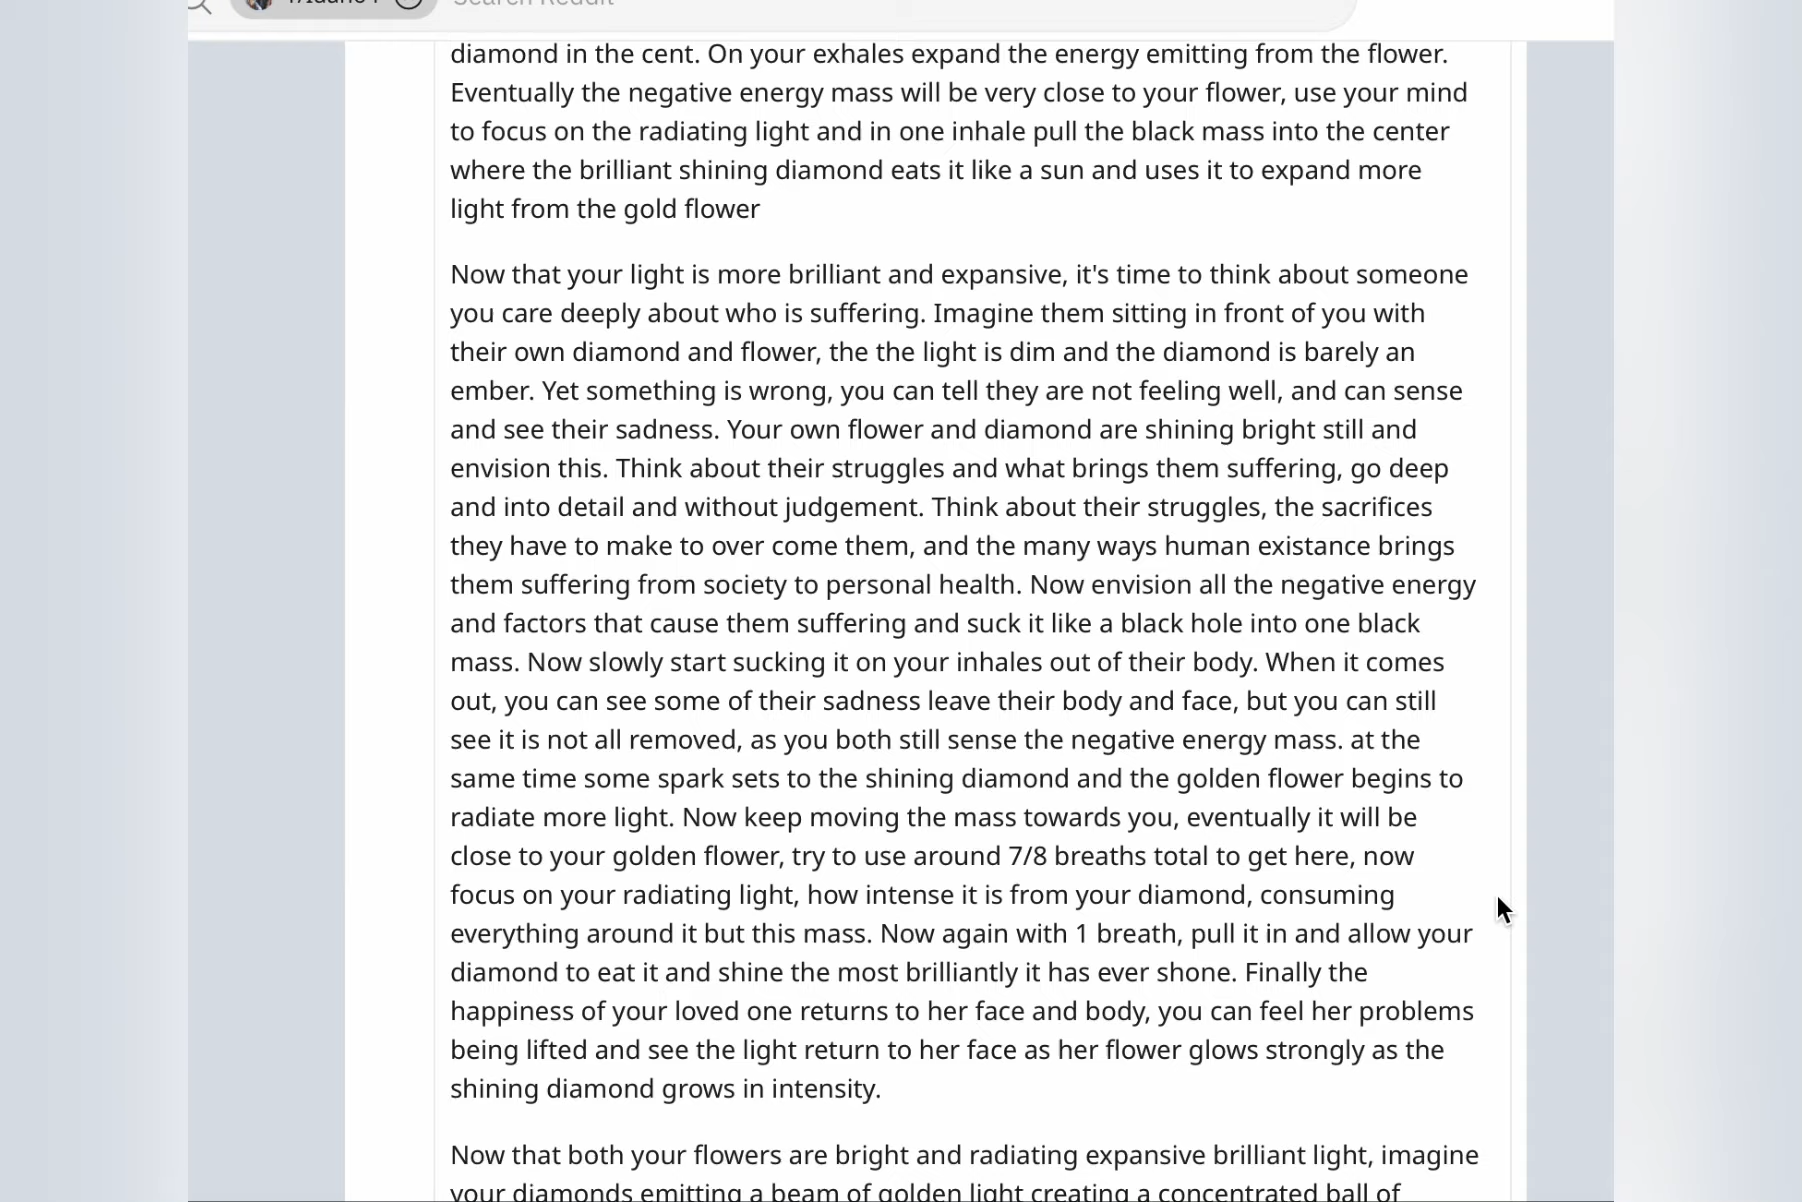 Search Reddit
diamond in the cent. On your exhales expand the energy emitting from the flower.
Eventually the negative energy mass will be very close to your flower, use your mind
to focus on the radiating light and in one inhale pull the black mass into the center
where the brilliant shining diamond eats it like a sun and uses it to expand more
light from the gold flower
Now that your light is more brilliant and expansive, it's time to think about someone
you care deeply about who is suffering. Imagine them sitting in front of you with
their own diamond and flower, the the light is dim and the diamond is barely an
ember. Yet something is wrong, you can tell they are not feeling well, and can sense
and see their sadness. Your own flower and diamond are shining bright still and
envision this. Think about their struggles and what brings them suffering, go deep
and into detail and without judgement. Think about their struggles, the sacrifices
they have to make to over come them, and the many ways human existance brings
them suffering from society to personal health. Now envision all the negative energy
and factors that cause them suffering and suck it like a black hole into one black
mass. Now slowly start sucking it on your inhales out of their body. When it comes
out, you can see some of their sadness leave their body and face, but you can still
see it is not all removed, as you both still sense the negative energy mass. at the
same time some spark sets to the shining diamond and the golden flower begins to
radiate more light. Now keep moving the mass towards you, eventually it will be
close to your golden flower, try to use around 7/8 breaths total to get here, now
focus on your radiating light, how intense it is from your diamond, consuming
everything around it but this mass. Now again with 1 breath, pull it in and allow your
diamond to eat it and shine the most brilliantly it has ever shone. Finally the
happiness of your loved one returns to her face and body, you can feel her problems
being lifted and see the light return to her face as her flower glows strongly as the
shining diamond grows in intensity.
Now that both your flowers are bright and radiating expansive brilliant light, imagine
your diamonds emitting a beam of golden light creating a concentrated ball of